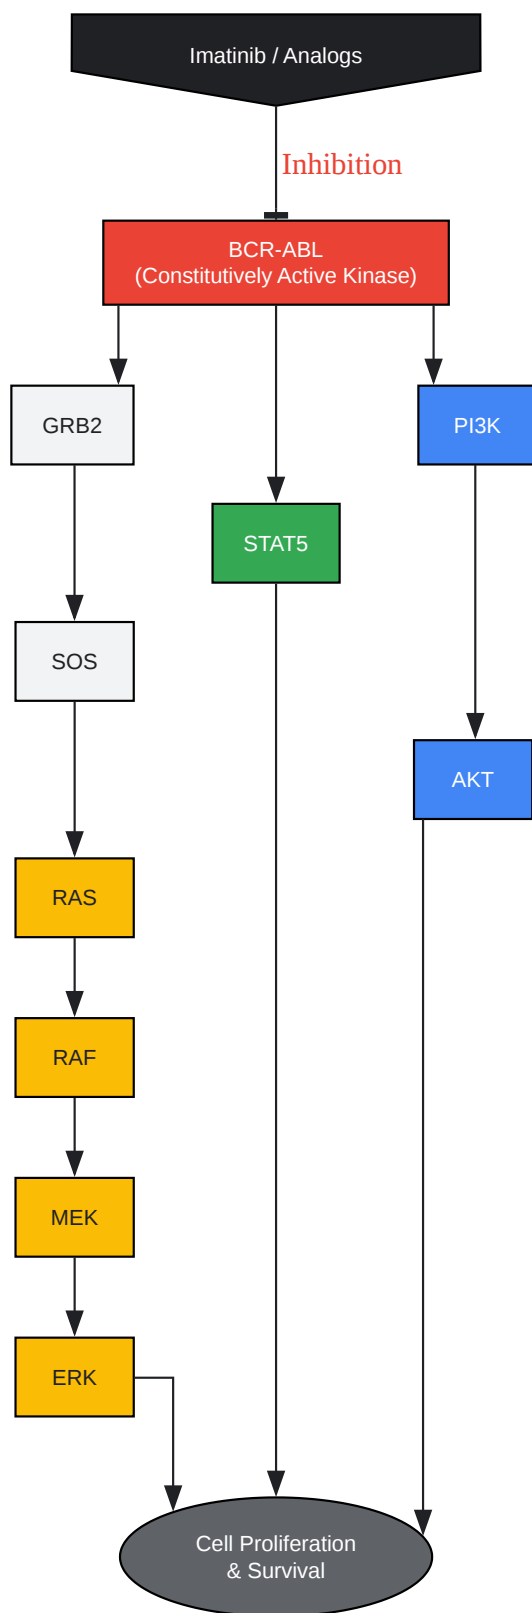 Imatinib / Analogs
Inhibition
BCR-ABL
(Constitutively Active Kinase)
GRB2
PI3K
STAT5
SOS
AKT
RAS
RAF
MEK
ERK
Cell Proliferation
& Survival